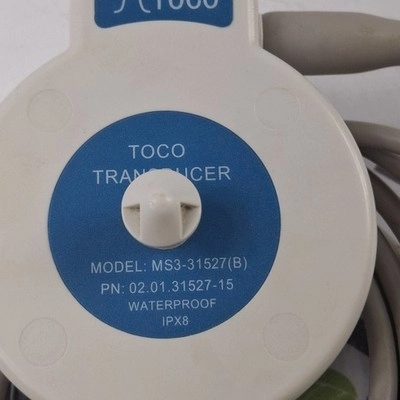 TOCO
TRANSDUCER
MODEL: MS3-31527(B)
PN: 02.01.31527-15
WATERPROOF
IPX8